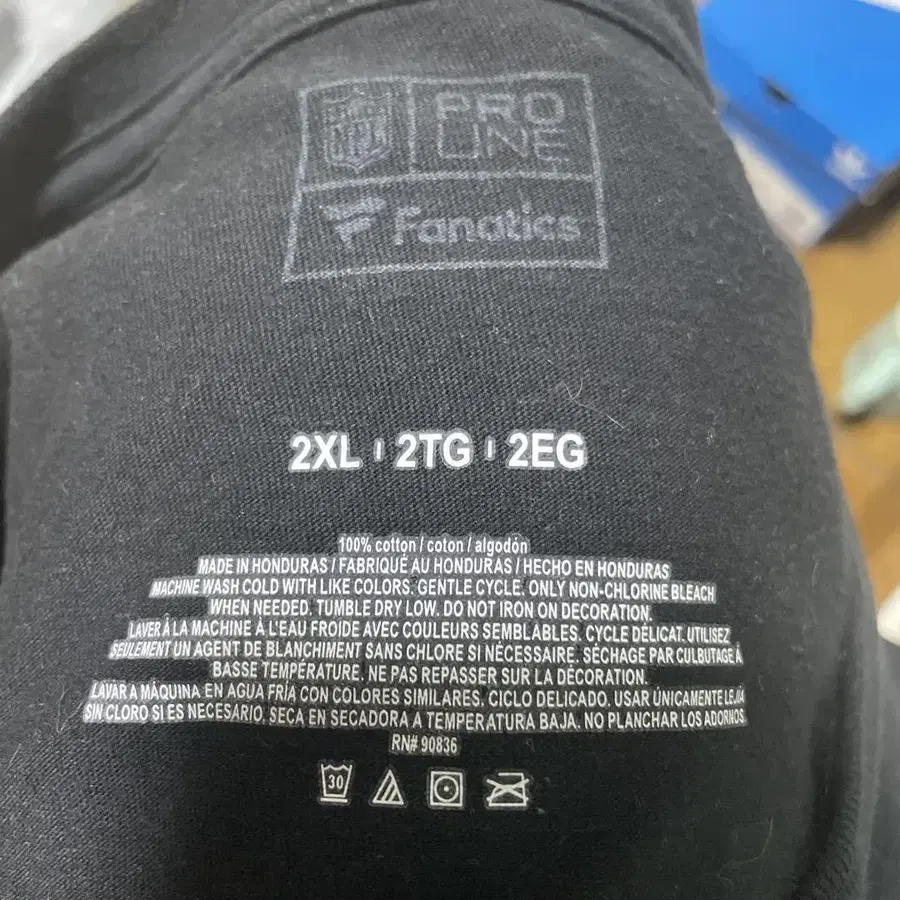 NFL
PRO
LINE
Fanatics
2XL | 2TG | 2EG
100% cotton / coton / algodón
MADE IN HONDURAS / FABRIQUÉ AU HONDURAS / HECHO EN HONDURAS
MACHINE WASH COLD WITH LIKE COLORS. GENTLE CYCLE. ONLY NON-CHLORINE BLEACH
WHEN NEEDED. TUMBLE DRY LOW. DO NOT IRON ON DECORATION.
LAVER À LA MACHINE À L'EAU FROIDE AVEC COULEURS SEMBLABLES. CYCLE DÉLICAT. UTILISEZ
SEULEMENT UN AGENT DE BLANCHIMENT SANS CHLORE SI NÉCESSAIRE. SÉCHAGE PAR CULBUTAGE À
BASSE TEMPÉRATURE. NE PAS REPASSER SUR LA DÉCORATION.
LAVAR A MÁQUINA EN AGUA FRÍA CON COLORES SIMILARES. CICLO DELICADO. USAR ÚNICAMENTE LEJÍA
SIN CLORO SI ES NECESARIO. SECA EN SECADORA A TEMPERATURA BAJA. NO PLANCHAR LOS ADORNOS.
RN# 90836
30